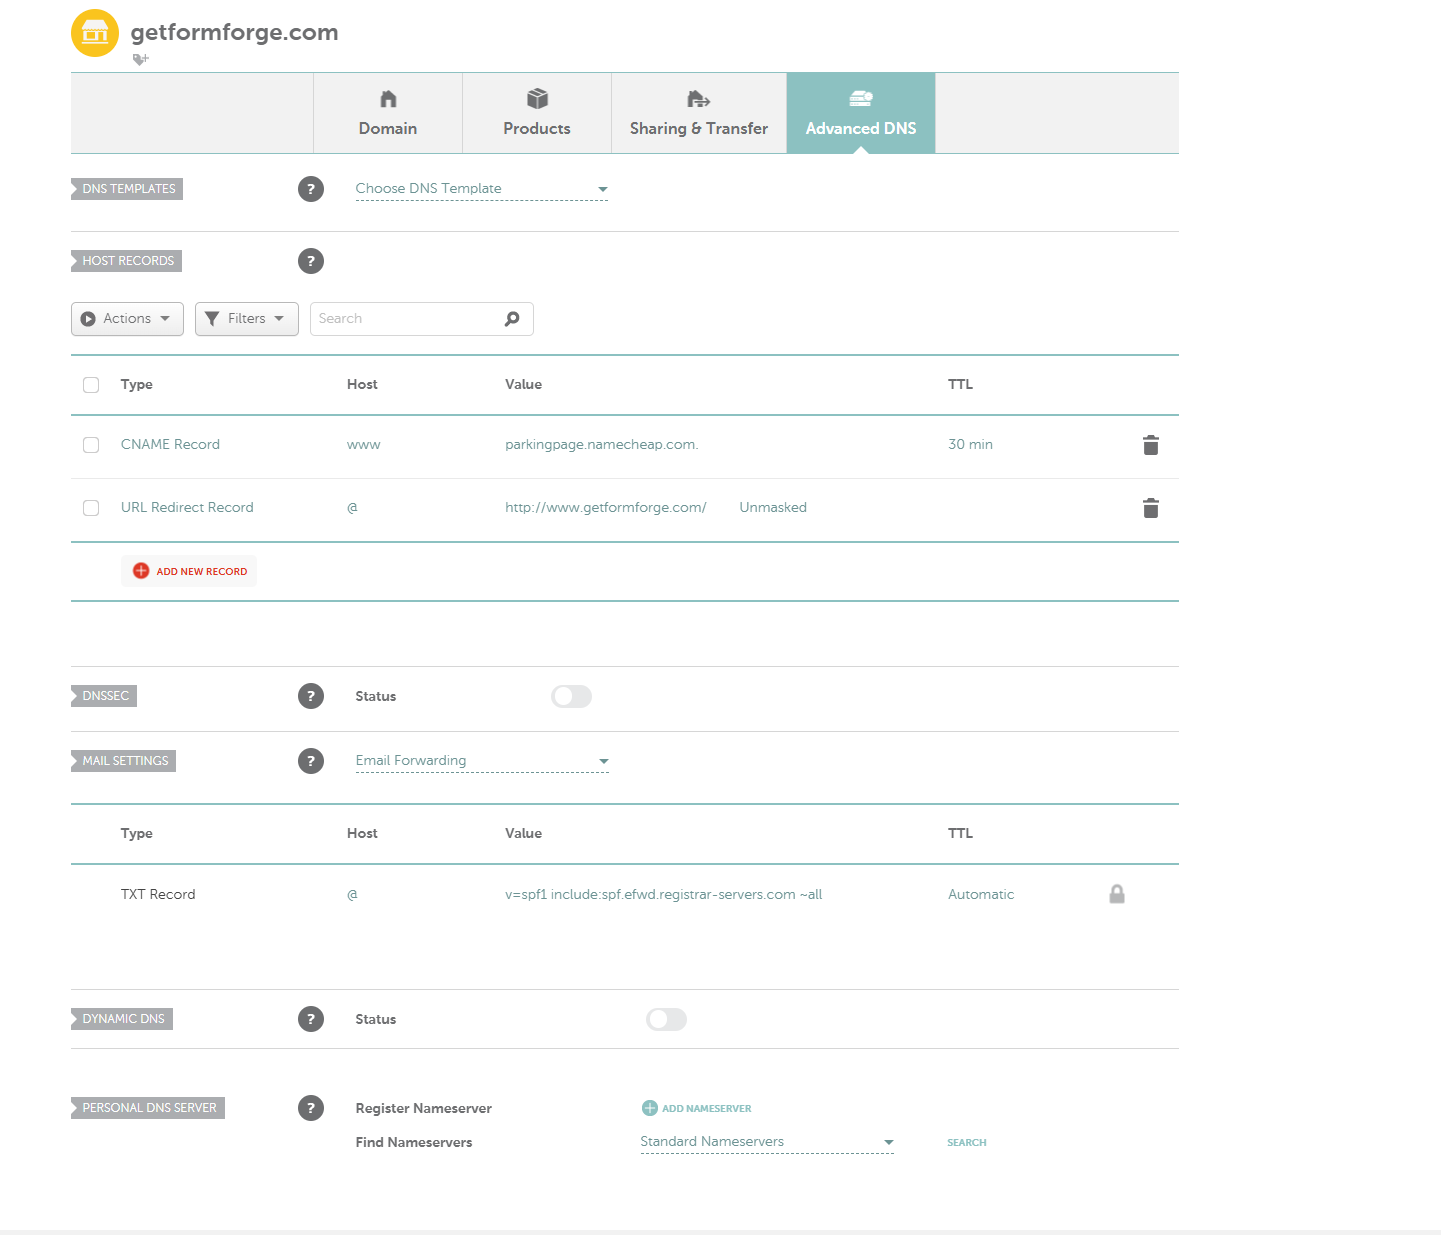 getformforge.com
Domain
Products
Sharing & Transfer
Advanced DNS
DNS TEMPLATES ? Choose DNS Template
HOST RECORDS ?
Actions Filters Search
Type Host Value TTL
CNAME Record www parkingpage.namecheap.com. 30 min
URL Redirect Record @ http://www.getformforge.com/ Unmasked
ADD NEW RECORD
DNSSEC ? Status
MAIL SETTINGS ? Email Forwarding
Type Host Value TTL
TXT Record @ v=spf1 include:spf.efwd.registrar-servers.com ~all Automatic
DYNAMIC DNS ? Status
PERSONAL DNS SERVER ? Register Nameserver ADD NAMESERVER
Find Nameservers Standard Nameservers SEARCH